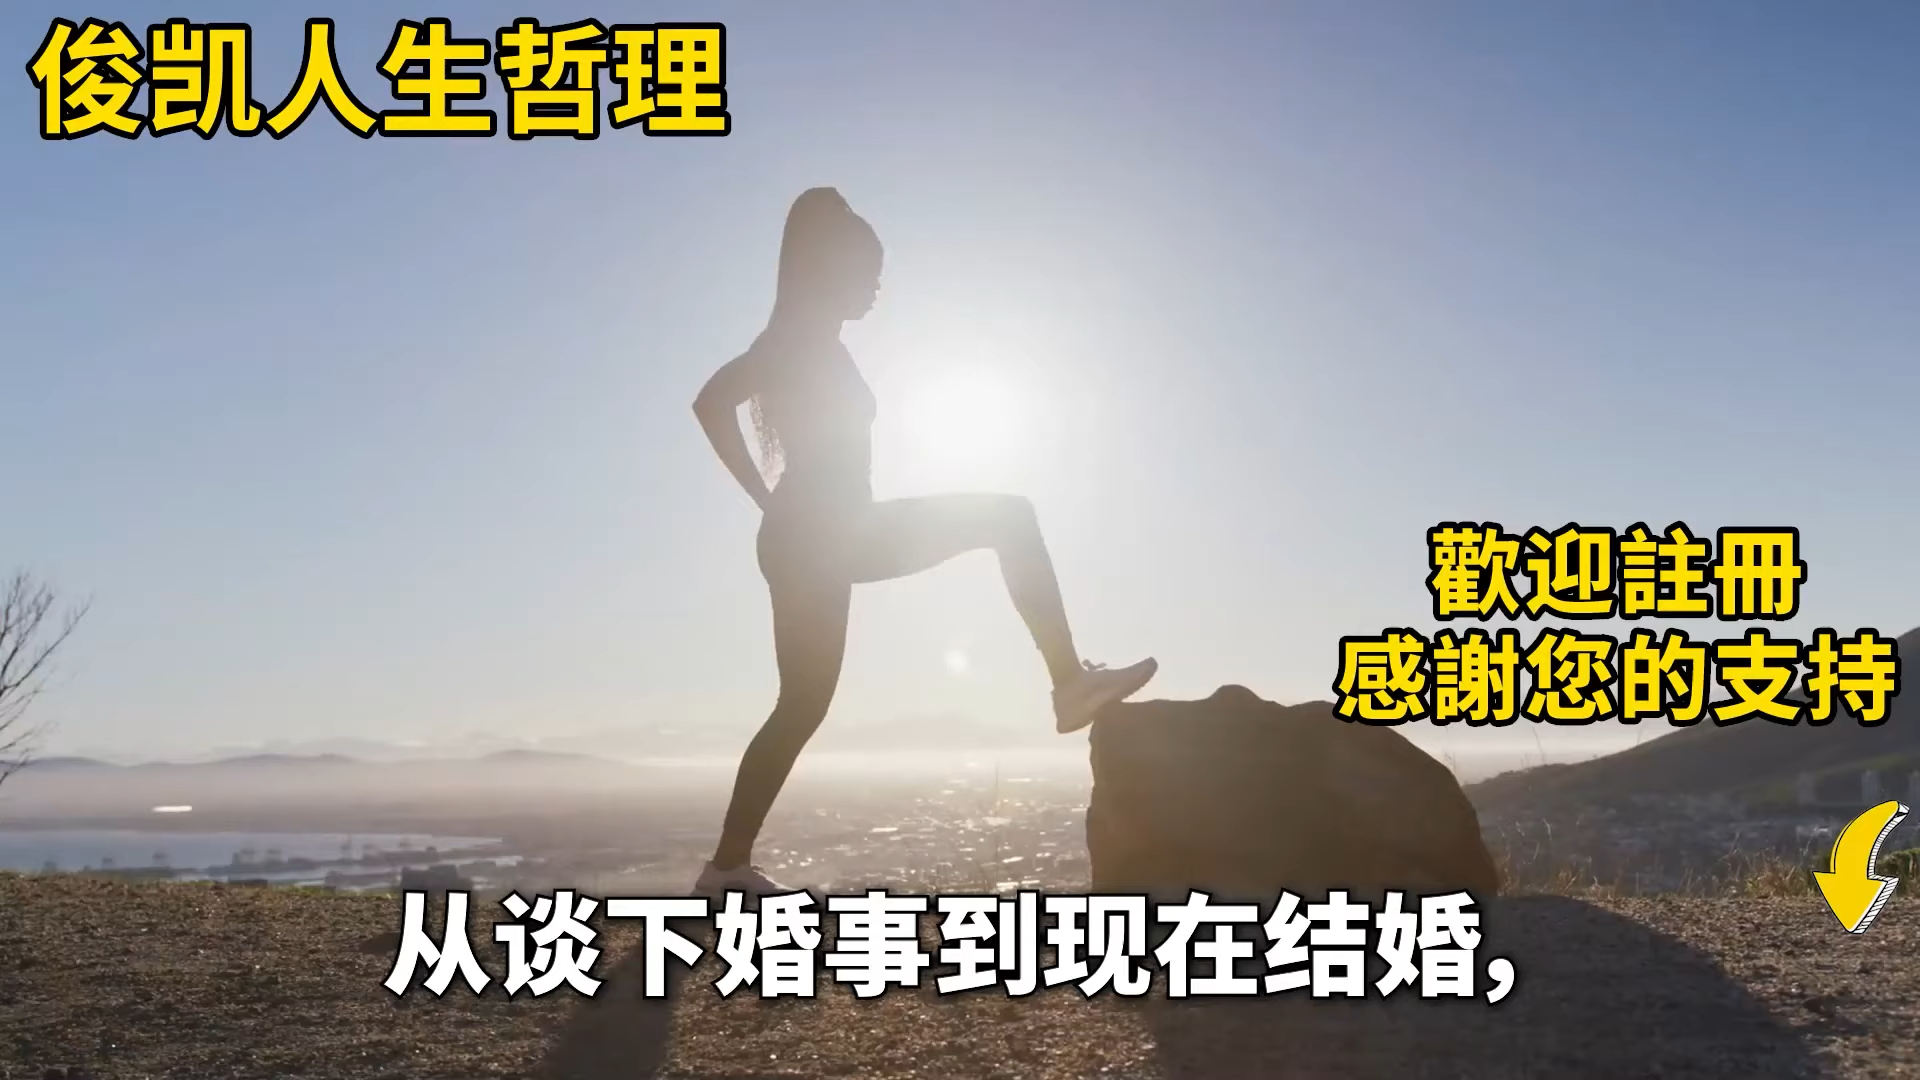 俊凯人生哲理
歡迎註冊
感謝您的支持
从谈下婚事到现在结婚,